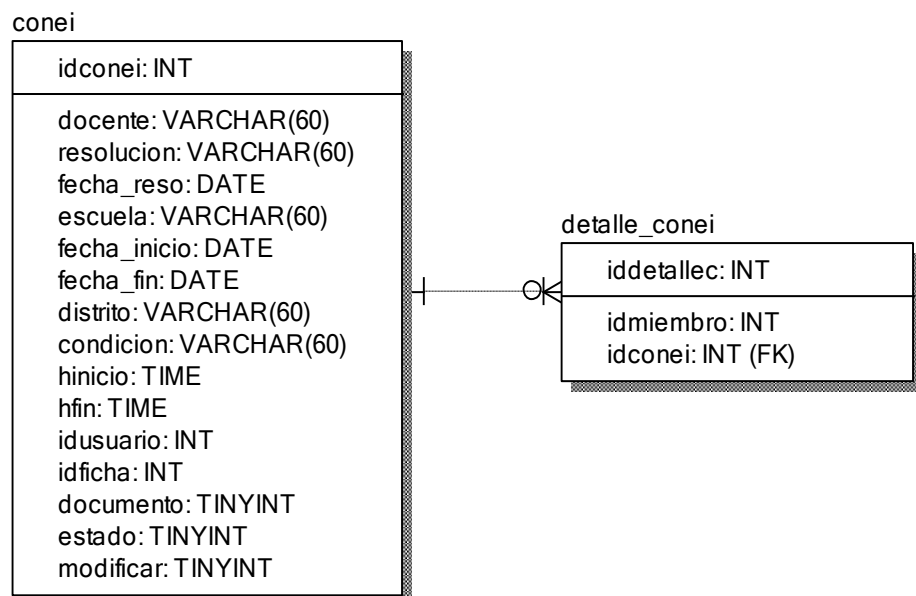 conei
idconei: INT
docente: VARCHAR(60)
resolucion: VARCHAR(60)
fecha_reso: DATE
escuela: VARCHAR(60)
fecha_inicio: DATE
fecha_fin: DATE
distrito: VARCHAR(60)
condicion: VARCHAR(60)
hinicio: TIME
hfin: TIME
idusuario: INT
idficha: INT
documento: TINYINT
estado: TINYINT
modificar: TINYINT
detalle_conei
iddetallec: INT
idmiembro: INT
idconei: INT (FK)